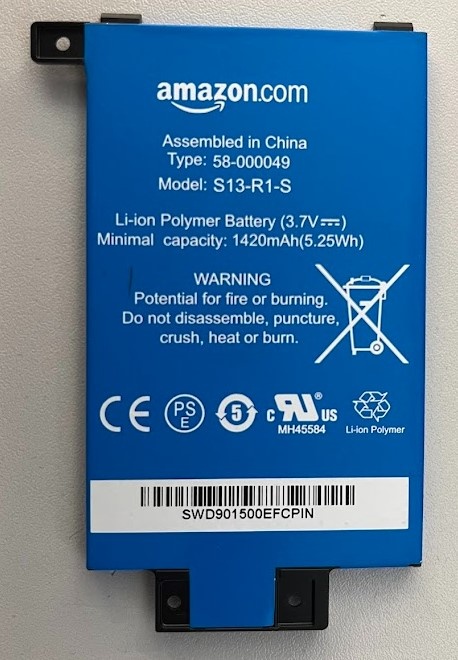 amazon.com
Assembled in China
Type: 58-000049
Model: S13-R1-S
Li-ion Polymer Battery (3.7V⎓)
Minimal capacity: 1420mAh(5.25Wh)
WARNING
Potential for fire or burning.
Do not disassemble, puncture,
crush, heat or burn.
CE
PS
E
5
c RU® US
MH45584
Li-ion Polymer
SWD901500EFCPIN